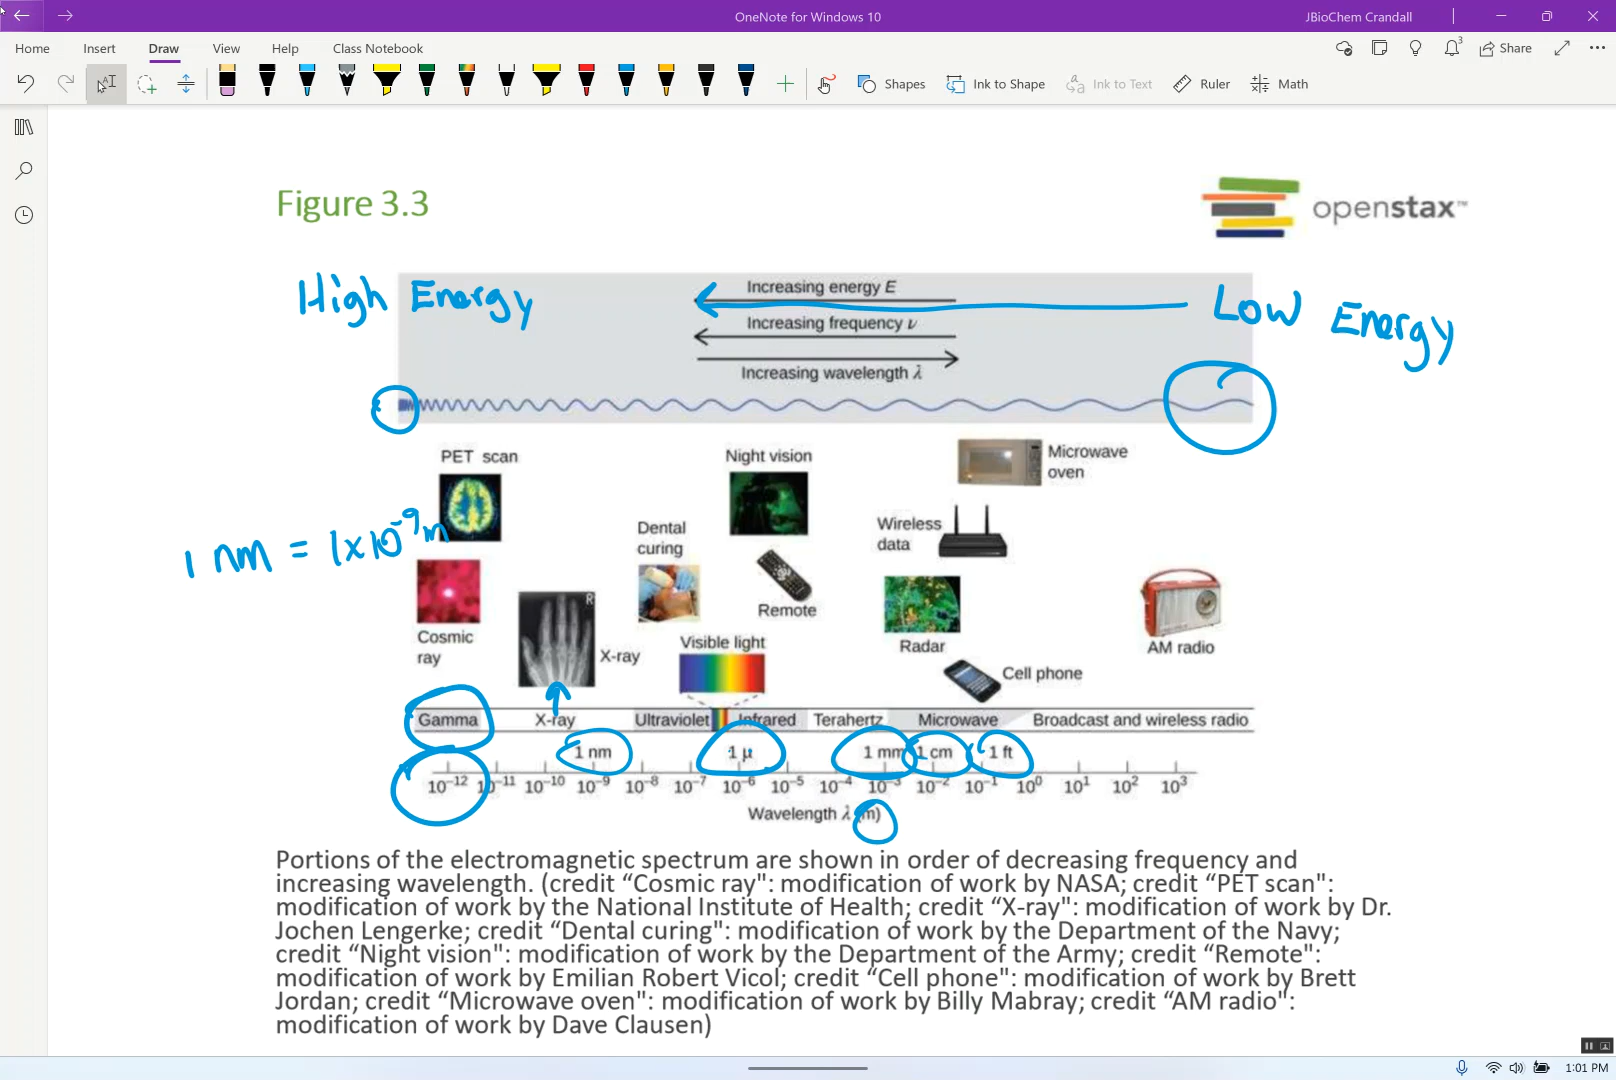 OneNote for Windows 10
JBioChem Crandall
Home Insert Draw View Help Class Notebook
3 Share
Shapes Ink to Shape Ink to Text Ruler Math
Figure 3.3
openstax™
High Energy
Increasing energy E
Low Energy
Increasing frequency ν
Increasing wavelength λ
PET scan
Night vision
Microwave
oven
Dental
curing
Wireless
data
1 nm = 1x10⁻⁹m
Remote
Cosmic
ray
R
X-ray
Visible light
Radar
AM radio
Cell phone
Gamma X-ray Ultraviolet Infrared Terahertz Microwave Broadcast and wireless radio
1 nm 1 µ 1 mm 1 cm 1 ft
10⁻¹² 10⁻¹¹ 10⁻¹⁰ 10⁻⁹ 10⁻⁸ 10⁻⁷ 10⁻⁶ 10⁻⁵ 10⁻⁴ 10⁻³ 10⁻² 10⁻¹ 10⁰ 10¹ 10² 10³
Wavelength λ (m)
Portions of the electromagnetic spectrum are shown in order of decreasing frequency and
increasing wavelength. (credit “Cosmic ray": modification of work by NASA; credit “PET scan":
modification of work by the National Institute of Health; credit “X-ray": modification of work by Dr.
Jochen Lengerke; credit “Dental curing": modification of work by the Department of the Navy;
credit “Night vision": modification of work by the Department of the Army; credit “Remote":
modification of work by Emilian Robert Vicol; credit “Cell phone": modification of work by Brett
Jordan; credit “Microwave oven": modification of work by Billy Mabray; credit “AM radio":
modification of work by Dave Clausen)
1:01 PM